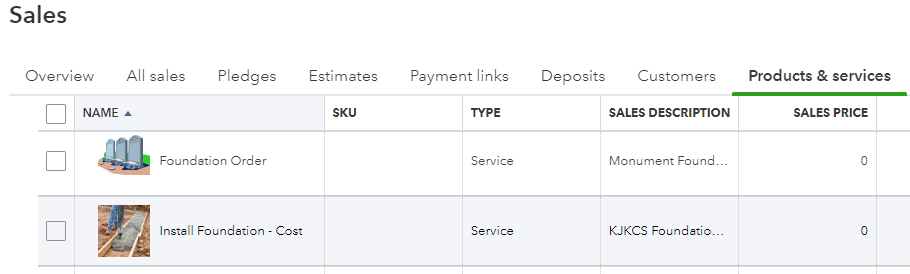 Sales
Overview All sales Pledges Estimates Payment links Deposits Customers Products & services
NAME SKU TYPE SALES DESCRIPTION SALES PRICE
Foundation Order Service Monument Found... 0
Install Foundation - Cost Service KJKCS Foundatio... 0